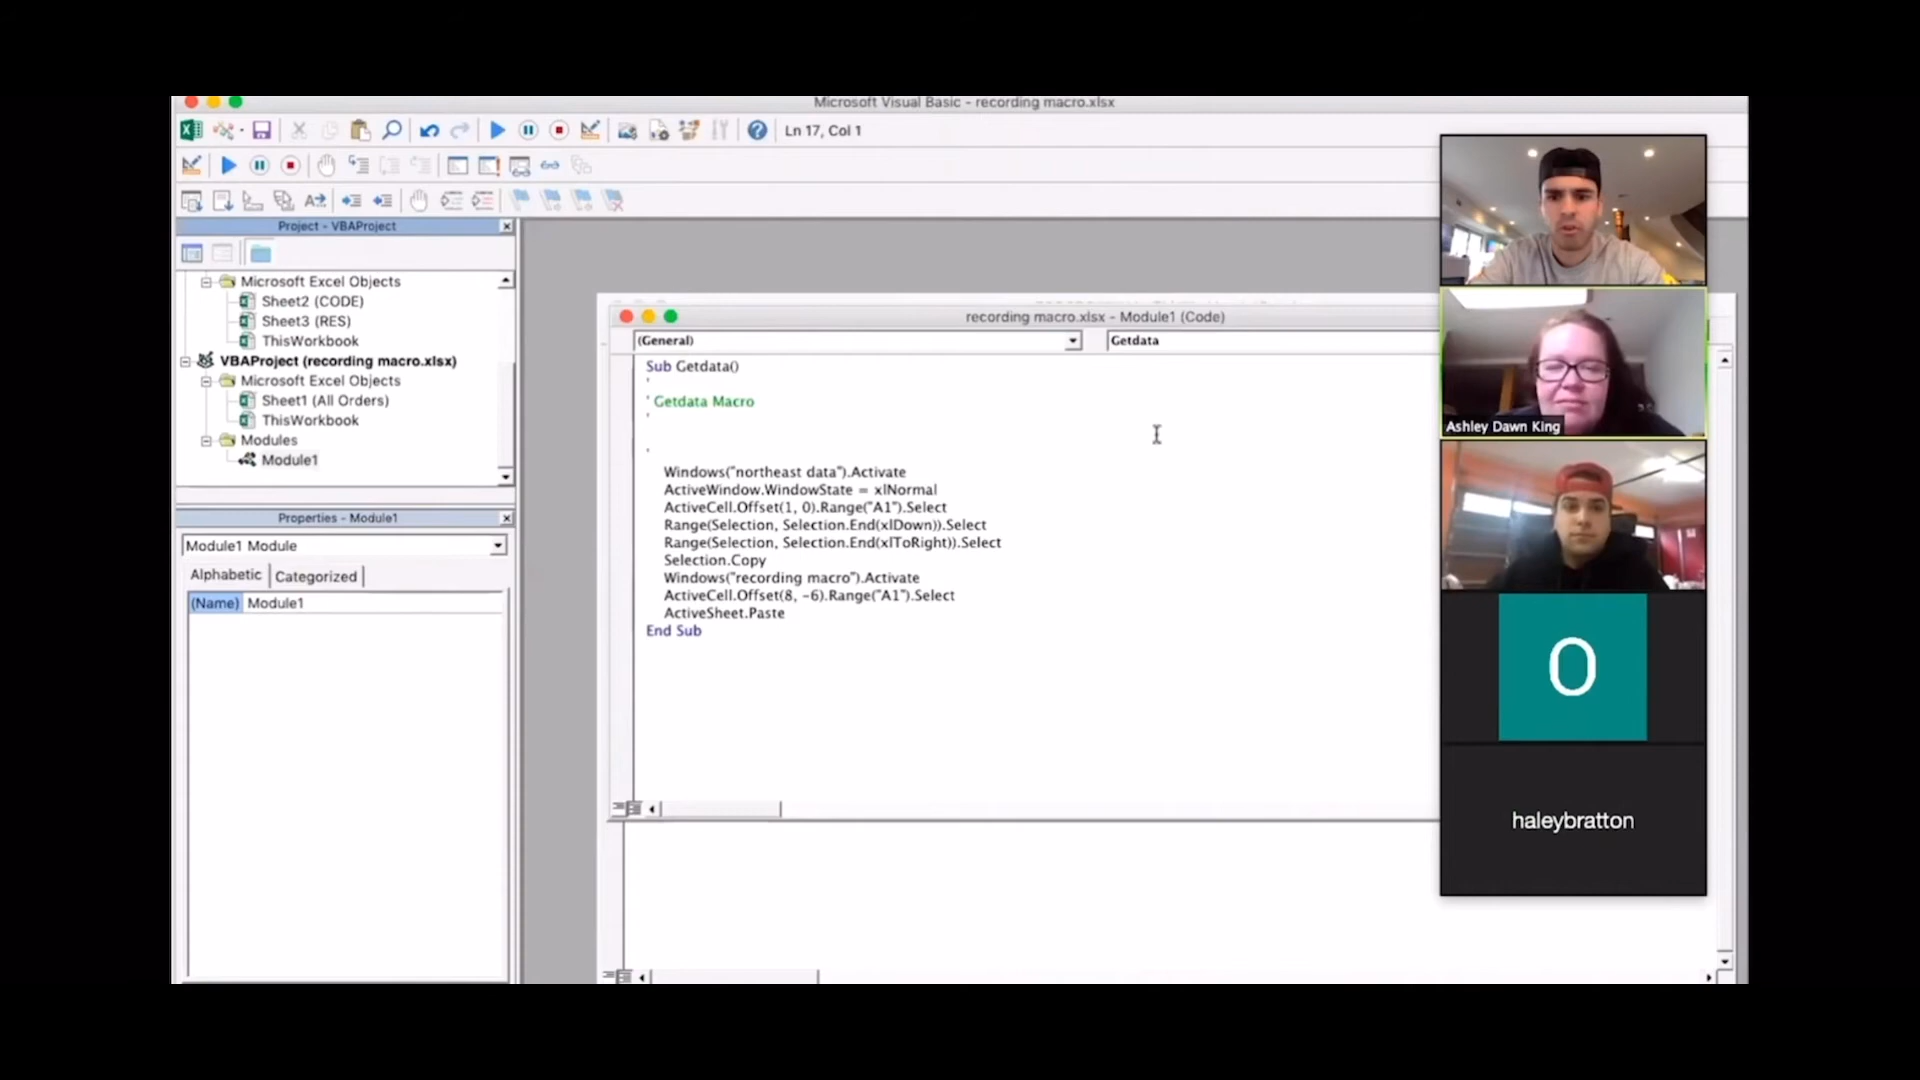 Microsoft Visual Basic - recording macro.xlsx
Ln 17, Col 1
Project - VBAProject
Microsoft Excel Objects
Sheet2 (CODE)
Sheet3 (RES)
ThisWorkbook
VBAProject (recording macro.xlsx)
Microsoft Excel Objects
Sheet1 (All Orders)
ThisWorkbook
Modules
Module1
Properties - Module1
Module1 Module
Alphabetic
Categorized
(Name) Module1
recording macro.xlsx - Module1 (Code)
(General)
Getdata
Sub Getdata()
'
' Getdata Macro
'
'
Windows("northeast data").Activate
ActiveWindow.WindowState = xlNormal
ActiveCell.Offset(1, 0).Range("A1").Select
Range(Selection, Selection.End(xlDown)).Select
Range(Selection, Selection.End(xlToRight)).Select
Selection.Copy
Windows("recording macro").Activate
ActiveCell.Offset(8, -6).Range("A1").Select
ActiveSheet.Paste
End Sub
Ashley Dawn King
O
haleybratton